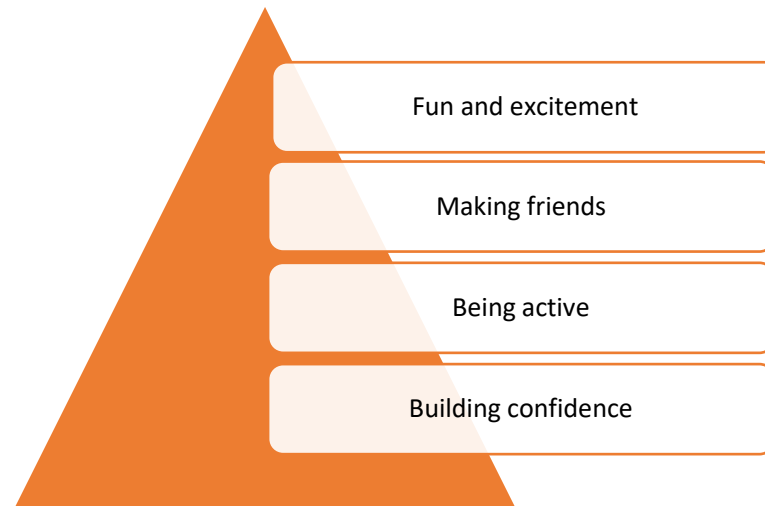 Fun and excitement
Making friends
Being active
Building confidence